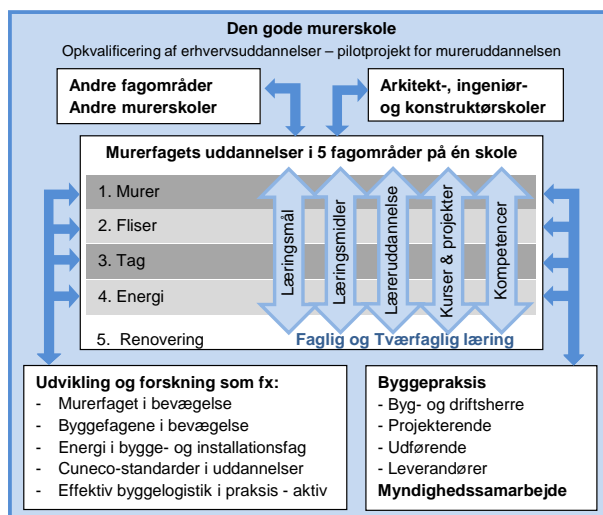 Den gode murerskole
Opkvalificering af erhvervsuddannelser – pilotprojekt for mureruddannelsen
Andre fagområder
Andre murerskoler
Arkitekt-, ingeniør-
og konstruktørskoler
Murerfagets uddannelser i 5 fagområder på én skole
1. Murer
2. Fliser
3. Tag
4. Energi
5. Renovering
Læringsmål
Læringsmidler
Læreruddannelse
Kurser & projekter
Kompetencer
Faglig og Tværfaglig læring
Udvikling og forskning som fx:
- Murerfaget i bevægelse
- Byggefagene i bevægelse
- Energi i bygge- og installationsfag
- Cuneco-standarder i uddannelser
- Effektiv byggelogistik i praksis - aktiv
Byggepraksis
- Byg- og driftsherre
- Projekterende
- Udførende
- Leverandører
Myndighedssamarbejde